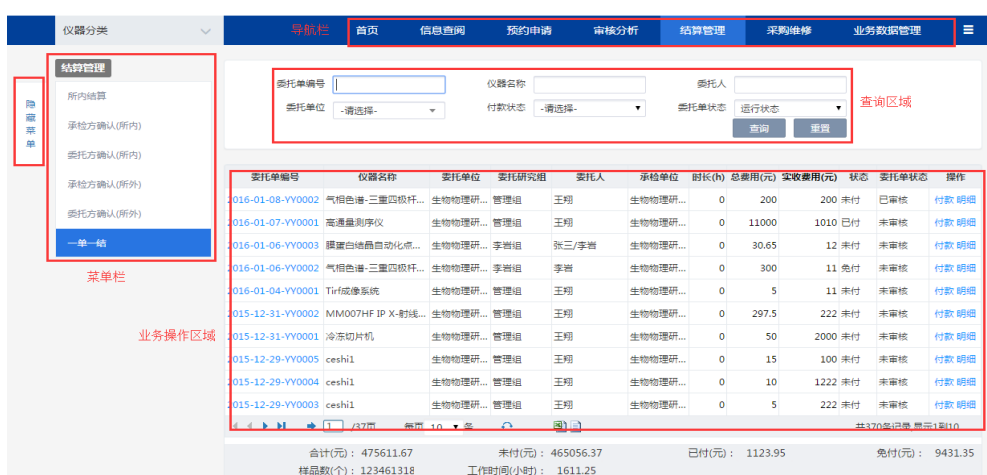 仪器分类 导航栏 首页 信息查阅 预约申请 审核分析 结算管理 采购维修 业务数据管理
结算管理
所内结算
承检方确认(所内)
委托方确认(所内)
承检方确认(所外)
委托方确认(所外)
一单一结
隐藏菜单
菜单栏
委托单编号 仪器名称 委托人
委托单位 -请选择- 付款状态 -请选择- 委托单状态 运行状态
查询 重置
查询区域
业务操作区域
委托单编号 仪器名称 委托单位 委托研究组 委托人 承检单位 时长(h) 总费用(元) 实收费用(元) 状态 委托单状态 操作
2016-01-08-YY0002 气相色谱-三重四极杆... 生物物理研... 管理组 王翔 生物物理研... 0 200 200 未付 已审核 付款 明细
2016-01-07-YY0001 高通量测序仪 生物物理研... 管理组 王翔 生物物理研... 0 11000 1010 已付 未审核 付款 明细
2016-01-06-YY0003 膜蛋白结晶自动化点... 生物物理研... 李岩组 张三/李岩 生物物理研... 0 30.65 12 未付 未审核 付款 明细
2016-01-06-YY0002 气相色谱-三重四极杆... 生物物理研... 李岩组 李岩 生物物理研... 0 300 11 免付 未审核 付款 明细
2016-01-04-YY0001 Tirf成像系统 生物物理研... 管理组 王翔 生物物理研... 0 5 11 未付 未审核 付款 明细
2015-12-31-YY0002 MM007HF IP X-射线... 生物物理研... 管理组 王翔 生物物理研... 0 297.5 222 未付 未审核 付款 明细
2015-12-31-YY0001 冷冻切片机 生物物理研... 管理组 王翔 生物物理研... 0 50 2000 未付 未审核 付款 明细
2015-12-29-YY0005 ceshi1 生物物理研... 管理组 王翔 生物物理研... 0 15 100 未付 未审核 付款 明细
2015-12-29-YY0004 ceshi1 生物物理研... 管理组 王翔 生物物理研... 0 10 1222 未付 未审核 付款 明细
2015-12-29-YY0003 ceshi1 生物物理研... 管理组 王翔 生物物理研... 0 5 222 未付 未审核 付款 明细
1 /37页 每页 10 条 共370条记录 显示1到10
合计(元): 475611.67 未付(元): 465056.37 已付(元): 1123.95 免付(元): 9431.35
样品数(个): 123461318 工作时间(小时): 1611.25